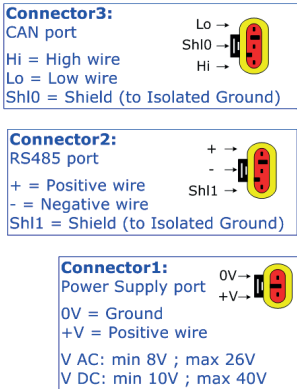 Connector3:
CAN port
Hi = High wire
Lo = Low wire
Shl0 = Shield (to Isolated Ground)
Lo →
Shl0 →
Hi →
Connector2:
RS485 port
+ = Positive wire
- = Negative wire
Shl1 = Shield (to Isolated Ground)
+ →
- →
Shl1 →
Connector1:
Power Supply port
0V = Ground
+V = Positive wire
V AC: min 8V ; max 26V
V DC: min 10V ; max 40V
0V→
+V→